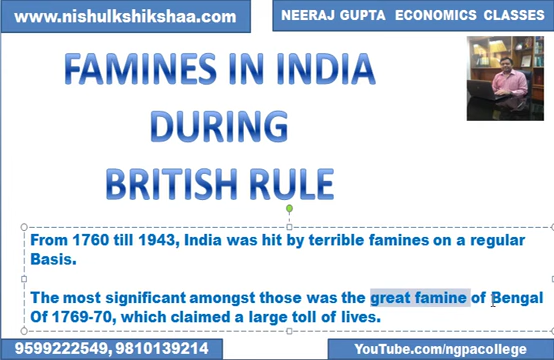 www.nishulkshikshaa.com
NEERAJ GUPTA ECONOMICS CLASSES
FAMINES IN INDIA
DURING
BRITISH RULE
From 1760 till 1943, India was hit by terrible famines on a regular
Basis.
The most significant amongst those was the great famine of Bengal
Of 1769-70, which claimed a large toll of lives.
9599222549, 9810139214
YouTube.com/ngpacollege